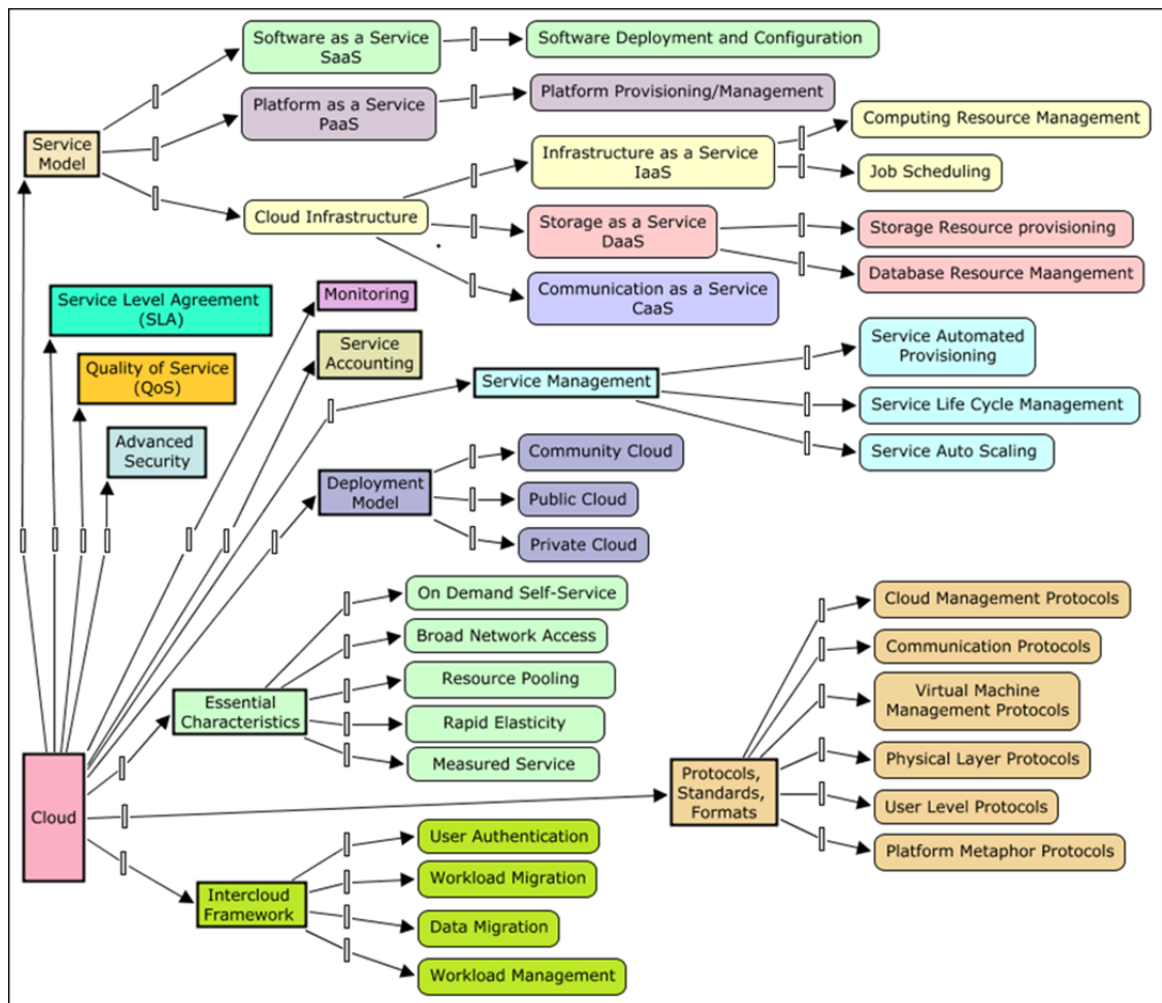 Software as a Service
SaaS
Software Deployment and Configuration
Platform as a Service
PaaS
Platform Provisioning/Management
Service
Model
Infrastructure as a Service
IaaS
Computing Resource Management
Job Scheduling
Cloud Infrastructure
Storage as a Service
DaaS
Storage Resource provisioning
Database Resource Maangement
Communication as a Service
CaaS
Service Level Agreement
(SLA)
Monitoring
Quality of Service
(QoS)
Service
Accounting
Advanced
Security
Service Management
Service Automated
Provisioning
Service Life Cycle Management
Service Auto Scaling
Deployment
Model
Community Cloud
Public Cloud
Private Cloud
Essential
Characteristics
On Demand Self-Service
Broad Network Access
Resource Pooling
Rapid Elasticity
Measured Service
Cloud
Protocols,
Standards,
Formats
Cloud Management Protocols
Communication Protocols
Virtual Machine
Management Protocols
Physical Layer Protocols
User Level Protocols
Platform Metaphor Protocols
Intercloud
Framework
User Authentication
Workload Migration
Data Migration
Workload Management